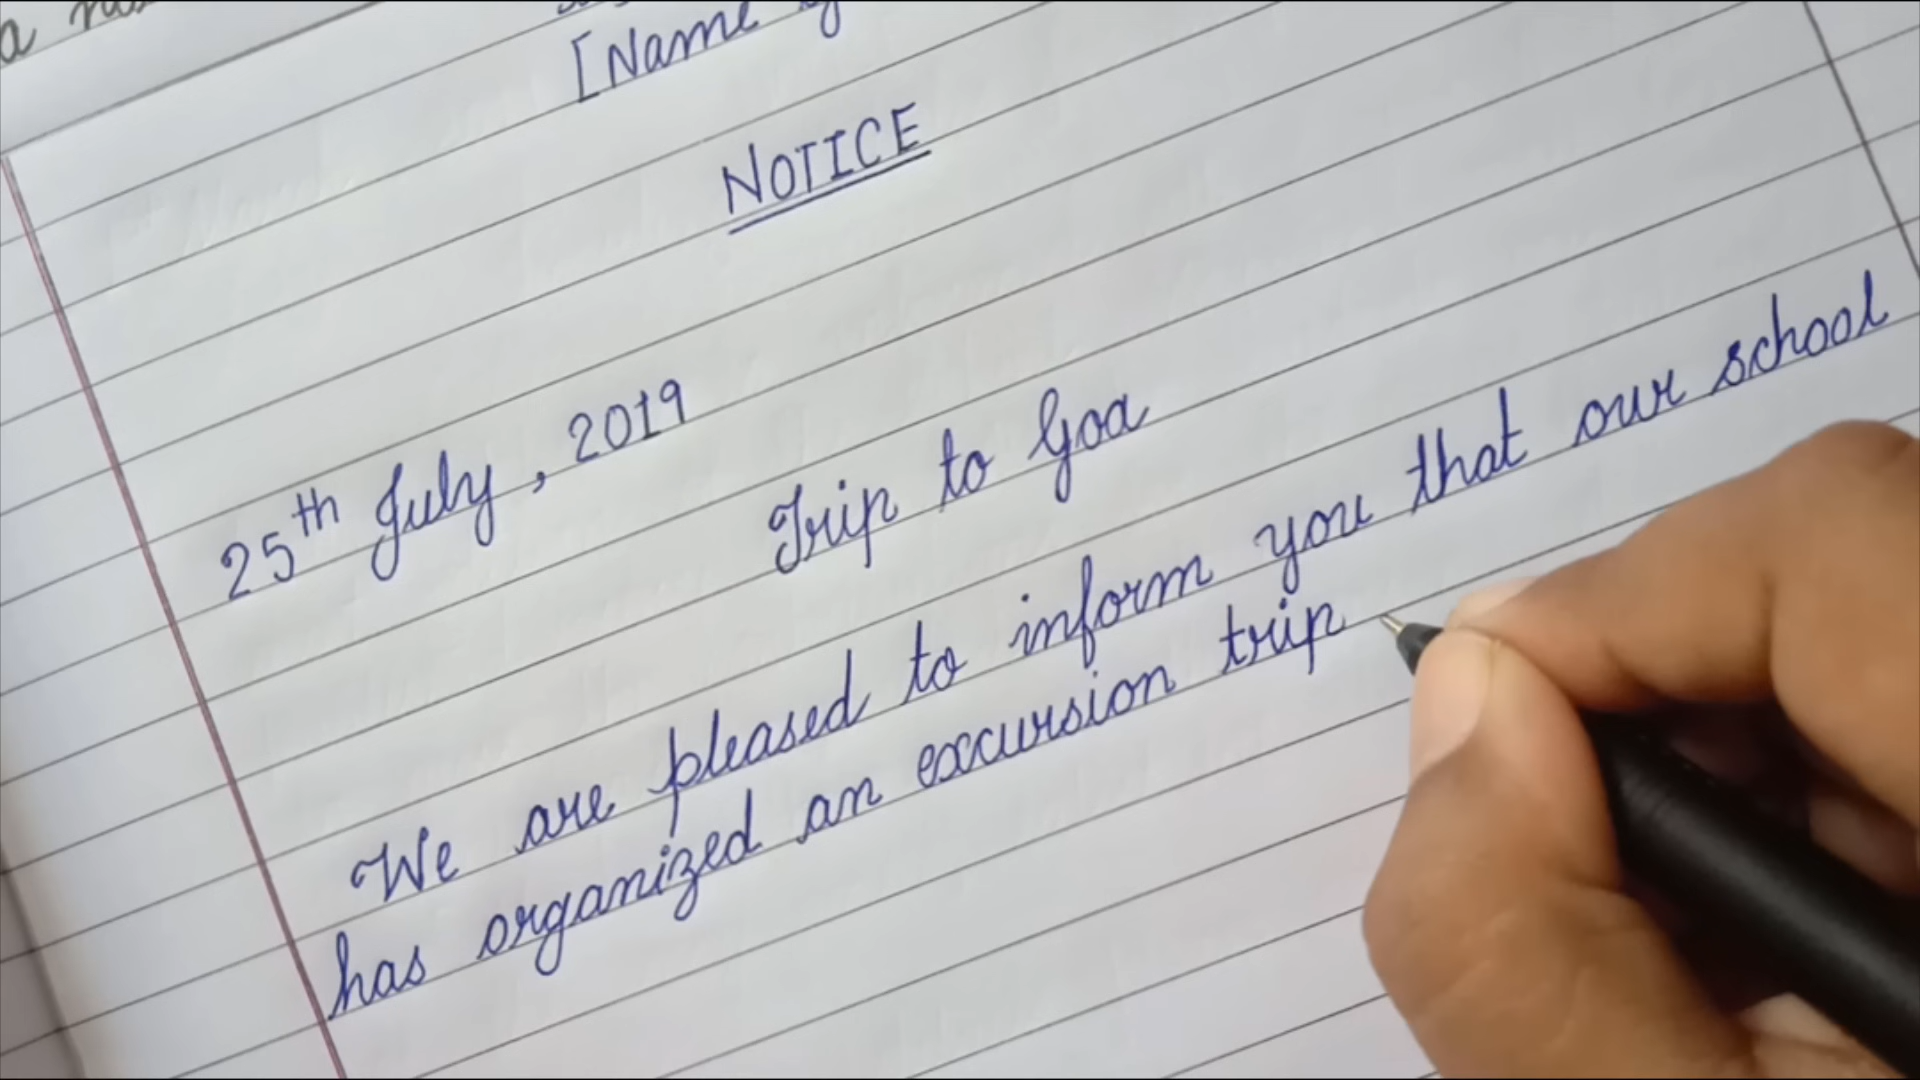 a
[Name
NOTICE
25th July, 2019
Trip to Goa
We are pleased to inform you that our school
has organized an excursion trip